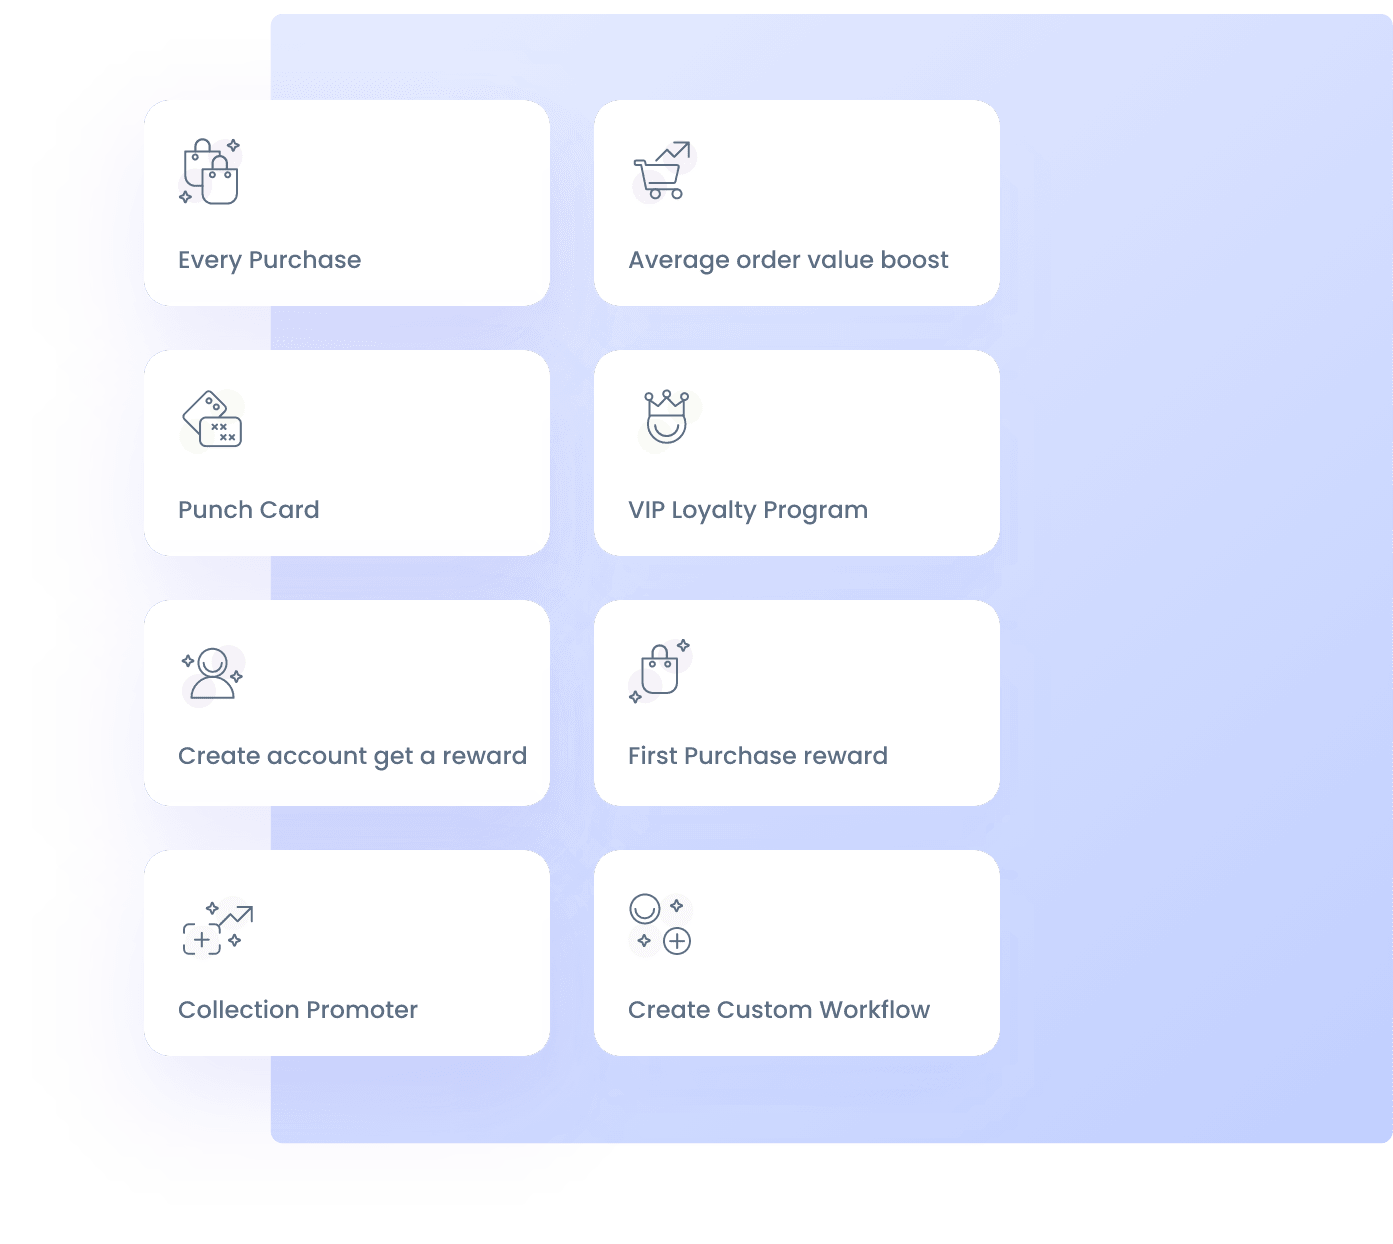 Every Purchase
Average order value boost
Punch Card
VIP Loyalty Program
Create account get a reward
First Purchase reward
Collection Promoter
Create Custom Workflow